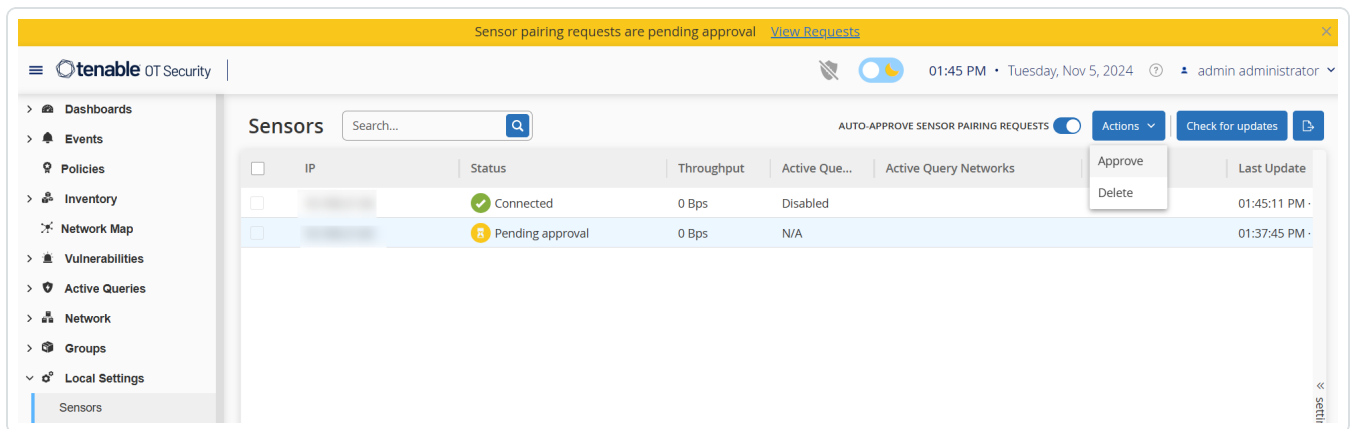 Sensor pairing requests are pending approval View Requests
tenable OT Security
01:45 PM • Tuesday, Nov 5, 2024 admin administrator
Dashboards
Events
Policies
Inventory
Network Map
Vulnerabilities
Active Queries
Network
Groups
Local Settings
Sensors
Sensors Search... AUTO-APPROVE SENSOR PAIRING REQUESTS Actions Check for updates
Approve
Delete
IP Status Throughput Active Que... Active Query Networks Last Update
Connected 0 Bps Disabled 01:45:11 PM ·
Pending approval 0 Bps N/A 01:37:45 PM ·